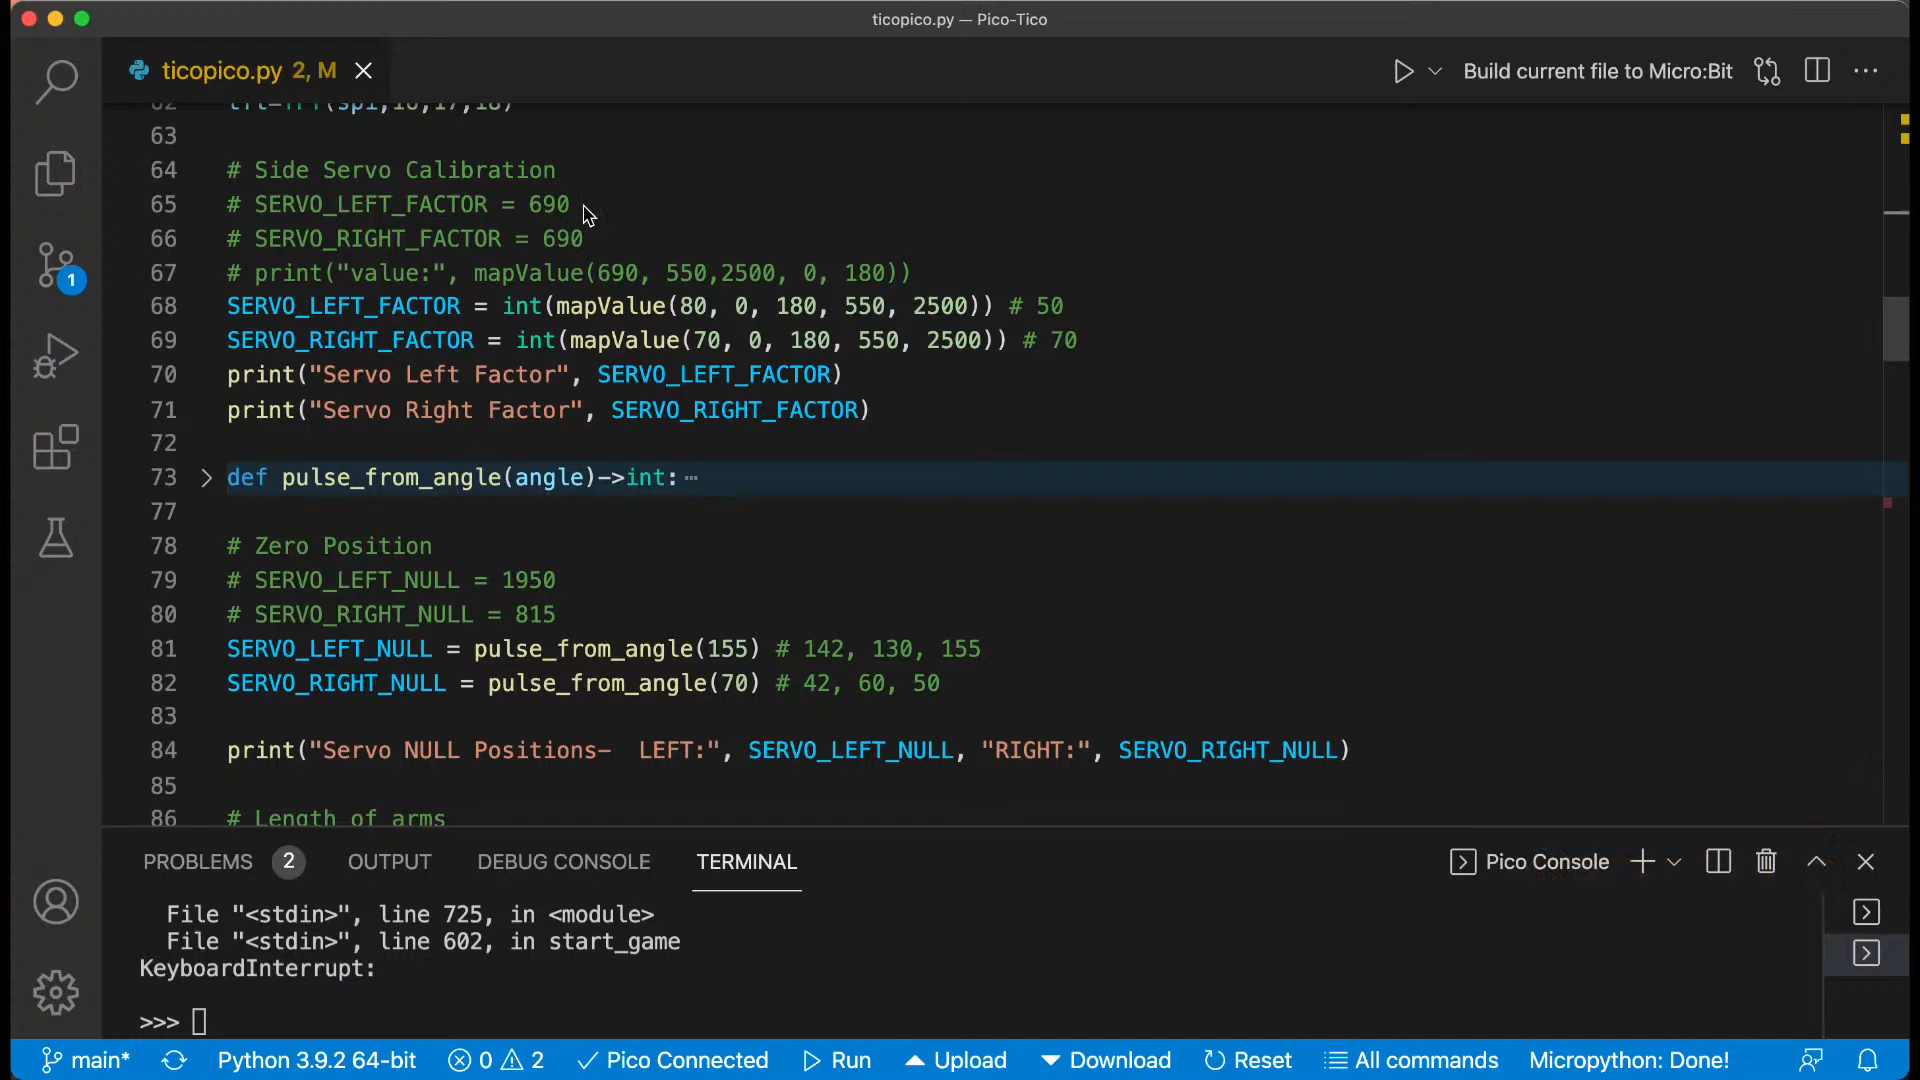 ticopico.py — Pico-Tico
ticopico.py 2, M
Build current file to Micro:Bit
62 tft=TFT(spi,16,17,18)
63
64 # Side Servo Calibration
65 # SERVO_LEFT_FACTOR = 690
66 # SERVO_RIGHT_FACTOR = 690
67 # print("value:", mapValue(690, 550,2500, 0, 180))
68 SERVO_LEFT_FACTOR = int(mapValue(80, 0, 180, 550, 2500)) # 50
69 SERVO_RIGHT_FACTOR = int(mapValue(70, 0, 180, 550, 2500)) # 70
70 print("Servo Left Factor", SERVO_LEFT_FACTOR)
71 print("Servo Right Factor", SERVO_RIGHT_FACTOR)
72
73 def pulse_from_angle(angle)->int:⋯
77
78 # Zero Position
79 # SERVO_LEFT_NULL = 1950
80 # SERVO_RIGHT_NULL = 815
81 SERVO_LEFT_NULL = pulse_from_angle(155) # 142, 130, 155
82 SERVO_RIGHT_NULL = pulse_from_angle(70) # 42, 60, 50
83
84 print("Servo NULL Positions-  LEFT:", SERVO_LEFT_NULL, "RIGHT:", SERVO_RIGHT_NULL)
85
86 # Length of arms
1
PROBLEMS 2 OUTPUT DEBUG CONSOLE TERMINAL Pico Console
File "<stdin>", line 725, in <module>
File "<stdin>", line 602, in start_game
KeyboardInterrupt:
>>>
main* Python 3.9.2 64-bit 0 2 Pico Connected Run Upload Download Reset All commands Micropython: Done!